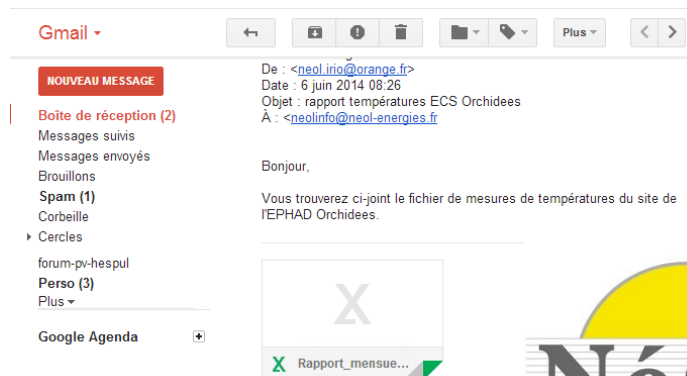 Gmail
Plus
NOUVEAU MESSAGE
Boîte de réception (2)
Messages suivis
Messages envoyés
Brouillons
Spam (1)
Corbeille
Cercles
forum-pv-hespul
Perso (3)
Plus
Google Agenda
De : <neol.irio@orange.fr>
Date : 6 juin 2014 08:26
Objet : rapport températures ECS Orchidees
À : <neolinfo@neol-energies.fr
Bonjour,
Vous trouverez ci-joint le fichier de mesures de températures du site de
l'EPHAD Orchidees.
X
X Rapport_mensue...
Né